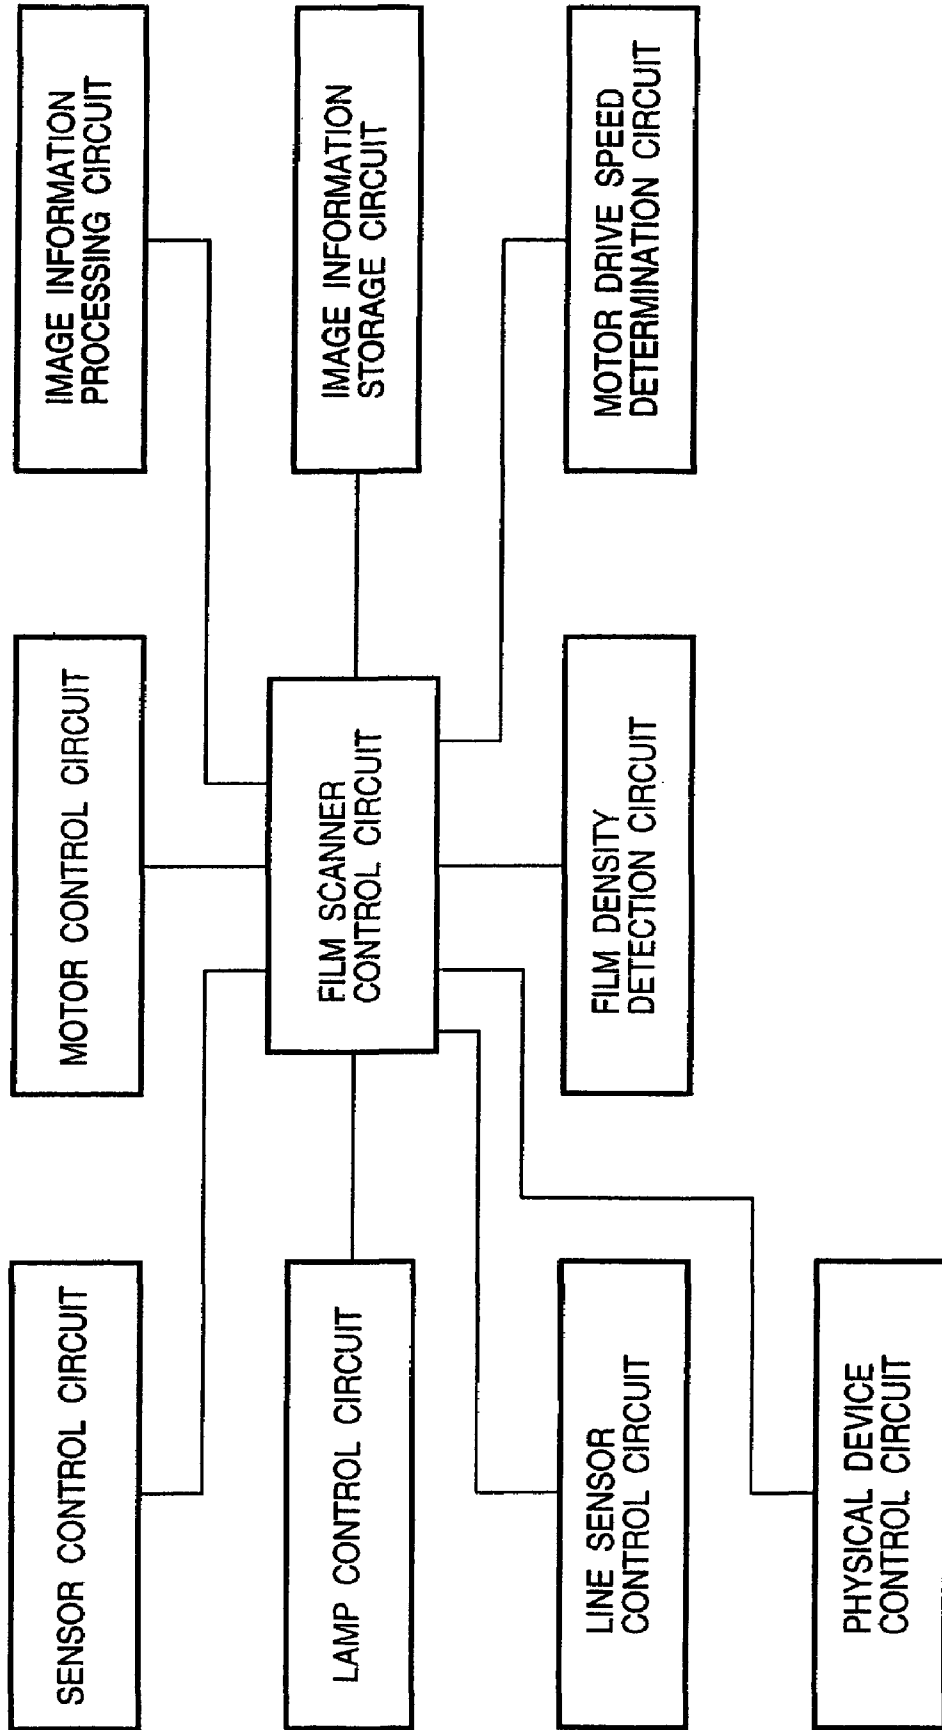 SENSOR CONTROL CIRCUIT
MOTOR CONTROL CIRCUIT
IMAGE INFORMATION
PROCESSING CIRCUIT
LAMP CONTROL CIRCUIT
FILM SCANNER
CONTROL CIRCUIT
IMAGE INFORMATION
STORAGE CIRCUIT
LINE SENSOR
CONTROL CIRCUIT
FILM DENSITY
DETECTION CIRCUIT
MOTOR DRIVE SPEED
DETERMINATION CIRCUIT
PHYSICAL DEVICE
CONTROL CIRCUIT